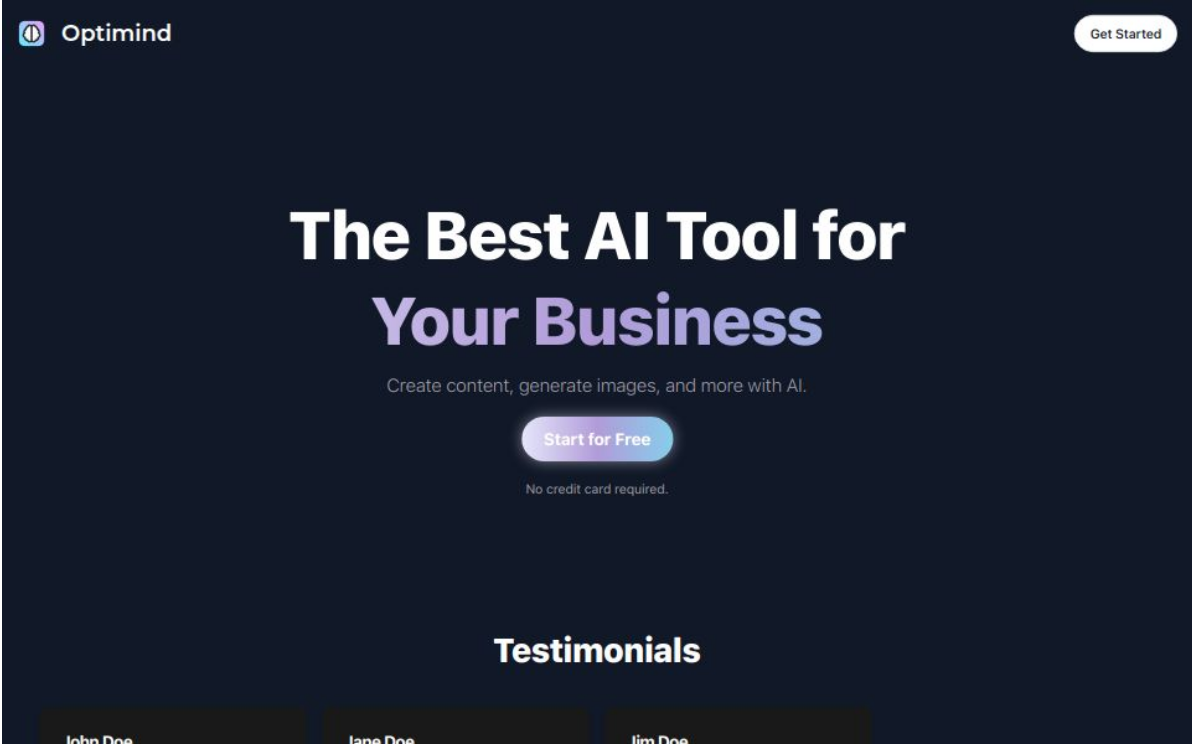 Optimind
Get Started
The Best AI Tool for
Your Business
Create content, generate images, and more with AI.
Start for Free
No credit card required.
Testimonials
John Doe
Jane Doe
Jim Doe